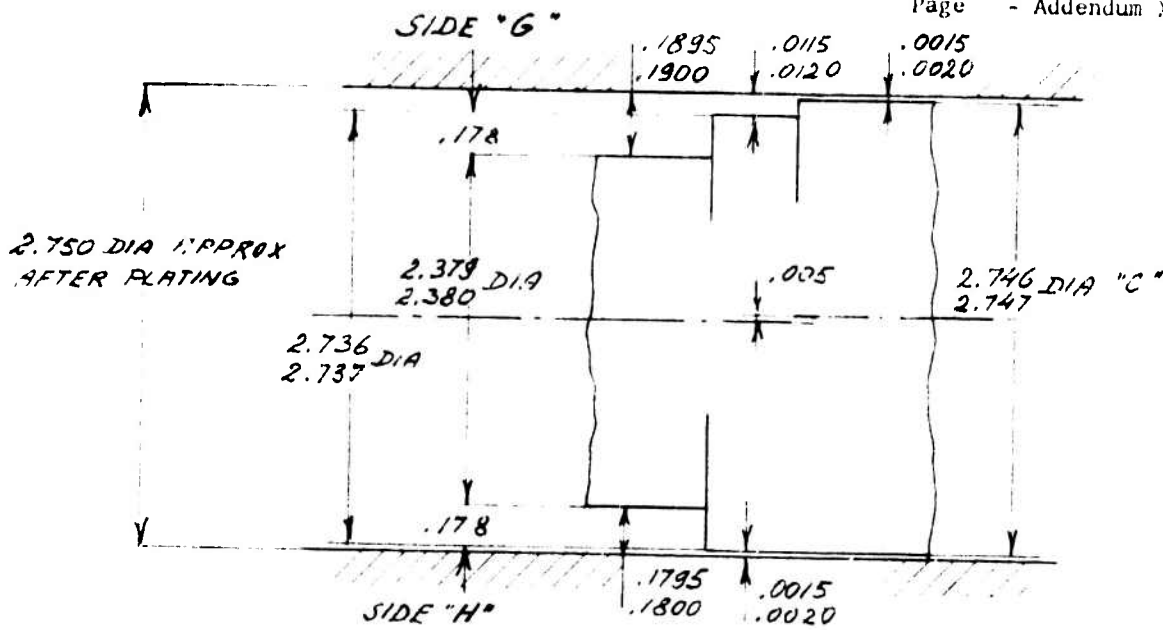 Page - Addendum
SIDE "G"
.1895
.1900
.0115
.0120
.0015
.0020
.178
2.750 DIA APPROX
AFTER PLATING
2.379
2.380 DIA
.005
2.746
2.747 DIA "C"
2.736
2.737 DIA
.178
.1795
.1800
.0015
.0020
SIDE "H"